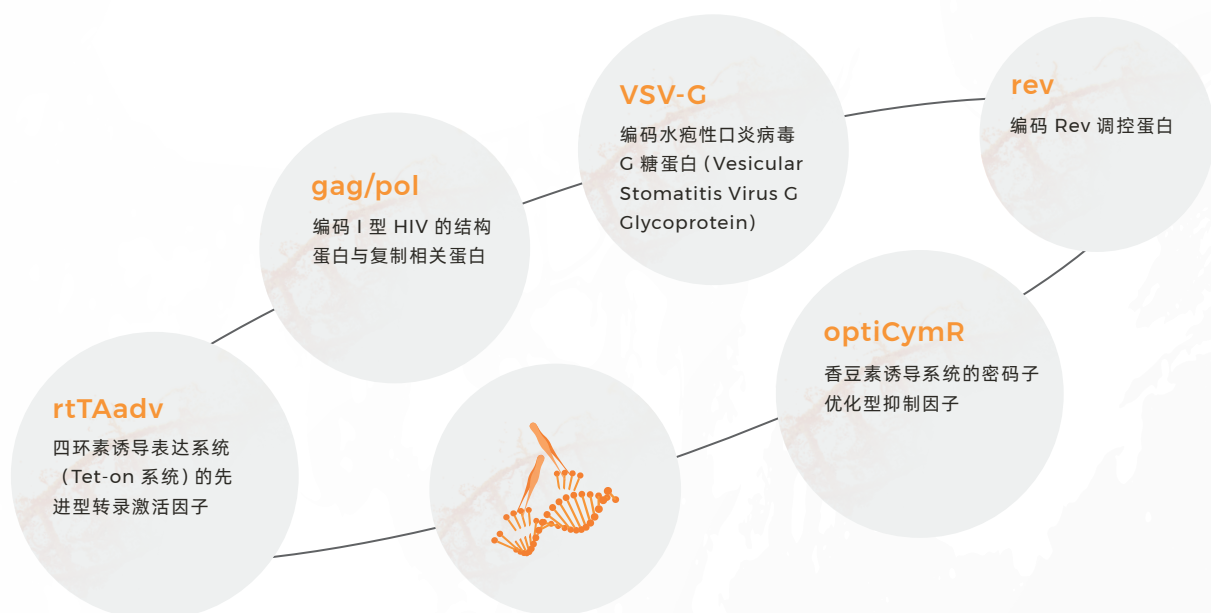 VSV-G
编码水疱性口炎病毒
G 糖蛋白 (Vesicular
Stomatitis Virus G
Glycoprotein)
rev
编码 Rev 调控蛋白
gag/pol
编码 I 型 HIV 的结构
蛋白与复制相关蛋白
optiCymR
香豆素诱导系统的密码子
优化型抑制因子
rtTAadv
四环素诱导表达系统
（Tet-on 系统) 的先
进型转录激活因子